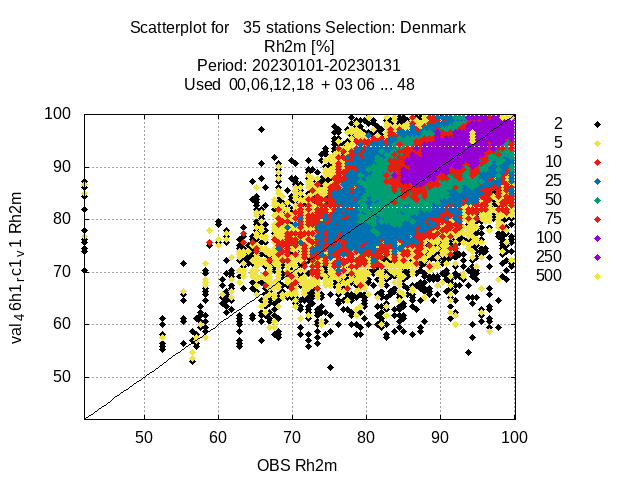 Scatterplot for 35 stations Selection: Denmark
Rh2m [%]
Period: 20230101-20230131
Used 00,06,12,18 + 03 06 ... 48
100
90
80
70
60
50
val_4 6h1_r c1_v 1 Rh2m
50 60 70 80 90 100
OBS Rh2m
2
5
10
25
50
75
100
250
500